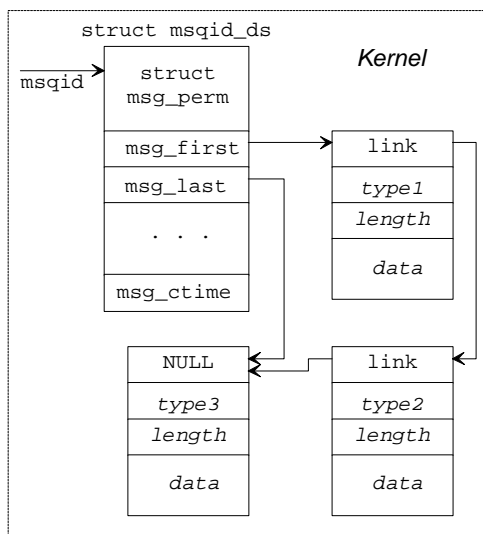 struct msqid_ds
Kernel
msqid
struct
msg_perm
msg_first
msg_last
. . .
msg_ctime
link
type1
length
data
NULL
type3
length
data
link
type2
length
data